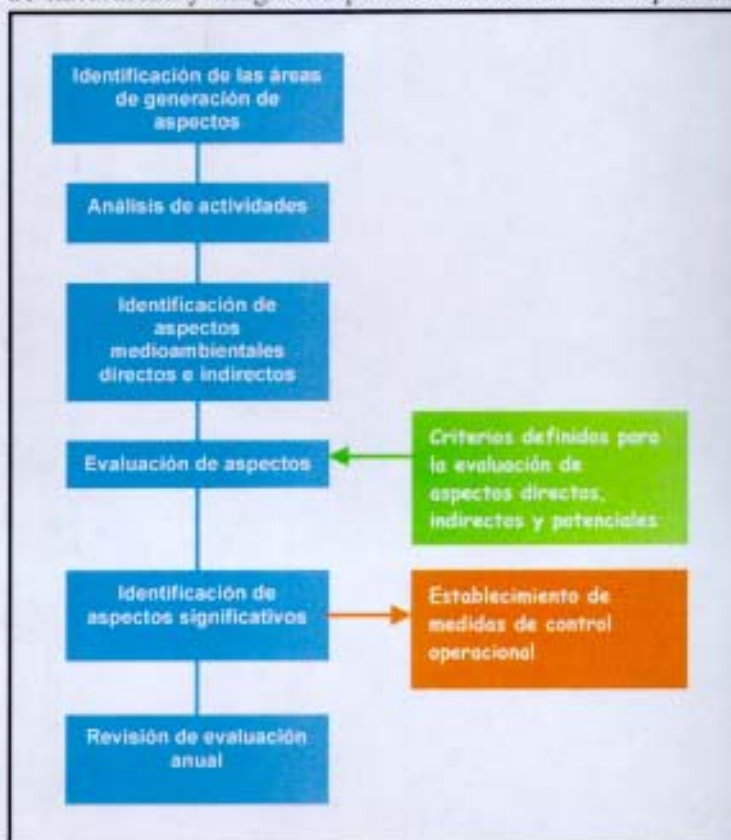 Identificación de las áreas
de generación de
aspectos
Análisis de actividades
Identificación de
aspectos
medioambientales
directos e indirectos
Evaluación de aspectos
Criterios definidos para
la evaluación de
aspectos directos,
indirectos y potenciales
Identificación de
aspectos significativos
Establecimiento de
medidas de control
operacional
Revisión de evaluación
anual